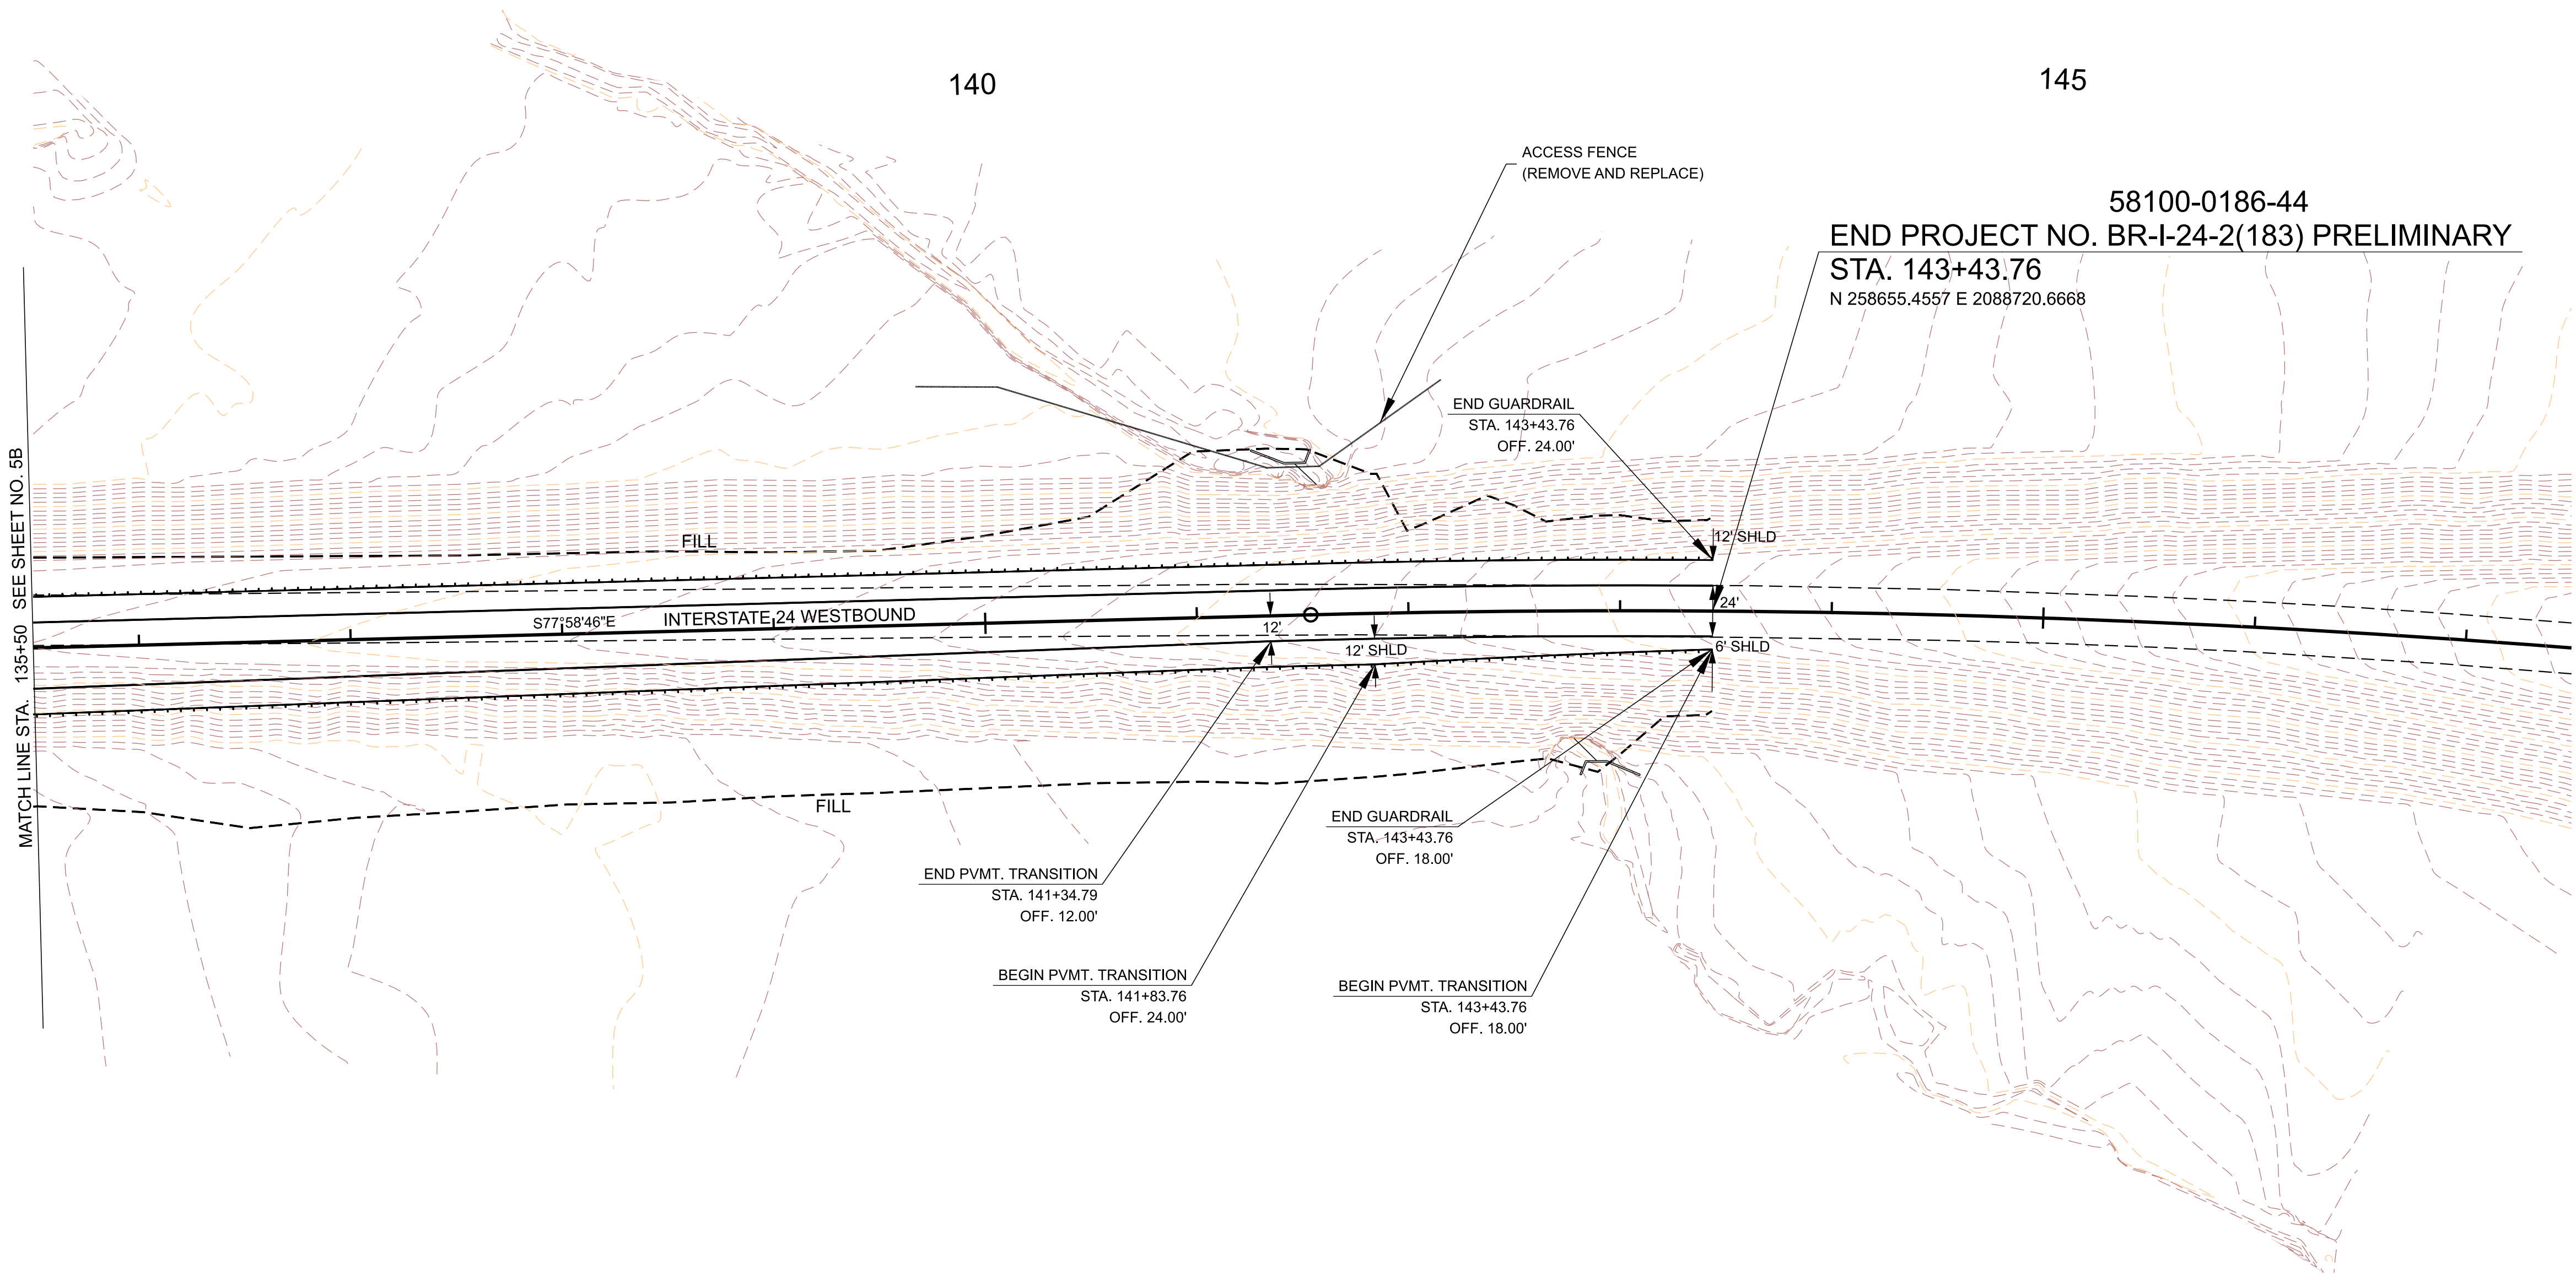 140
145
ACCESS FENCE
(REMOVE AND REPLACE)
58100-0186-44
END PROJECT NO. BR-I-24-2(183) PRELIMINARY
STA. 143+43.76
N 258655.4557 E 2088720.6668
END GUARDRAIL
STA. 143+43.76
OFF. 24.00'
MATCH LINE STA. 135+50 SEE SHEET NO. 5B
FILL
12' SHLD
S77°58'46"E
INTERSTATE 24 WESTBOUND
24'
12'
12' SHLD
6' SHLD
FILL
END GUARDRAIL
STA. 143+43.76
OFF. 18.00'
END PVMT. TRANSITION
STA. 141+34.79
OFF. 12.00'
BEGIN PVMT. TRANSITION
STA. 141+83.76
OFF. 24.00'
BEGIN PVMT. TRANSITION
STA. 143+43.76
OFF. 18.00'